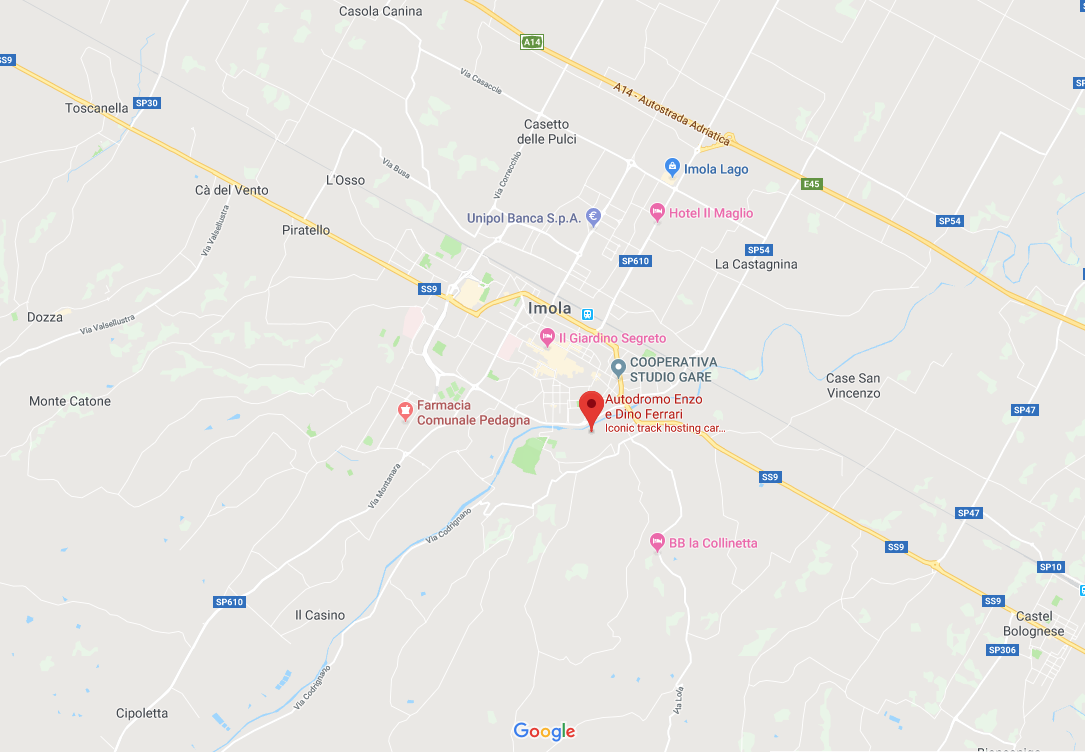 Casola Canina
A14
SS9
Via Casaccie
A14 - Autostrada Adriatica
Toscanella
SP30
Casetto
delle Pulci
Via Busa
Via Correcchio
Imola Lago
L'Osso
E45
Cà del Vento
Unipol Banca S.p.A.
Hotel Il Maglio
SP54
Via Valsellustra
Piratello
SP54
SP610
La Castagnina
SS9
Imola
Dozza
Via Valsellustra
Il Giardino Segreto
COOPERATIVA
STUDIO GARE
Case San
Vincenzo
Monte Catone
Autodromo Enzo
e Dino Ferrari
Iconic track hosting car...
Farmacia
Comunale Pedagna
SP47
Via Montanara
SS9
SP47
Via Codrignano
BB la Collinetta
SS9
SP10
SP610
Il Casino
SS9
Castel
Bolognese
SP306
Via Codrignano
Via Lola
Cipoletta
Google